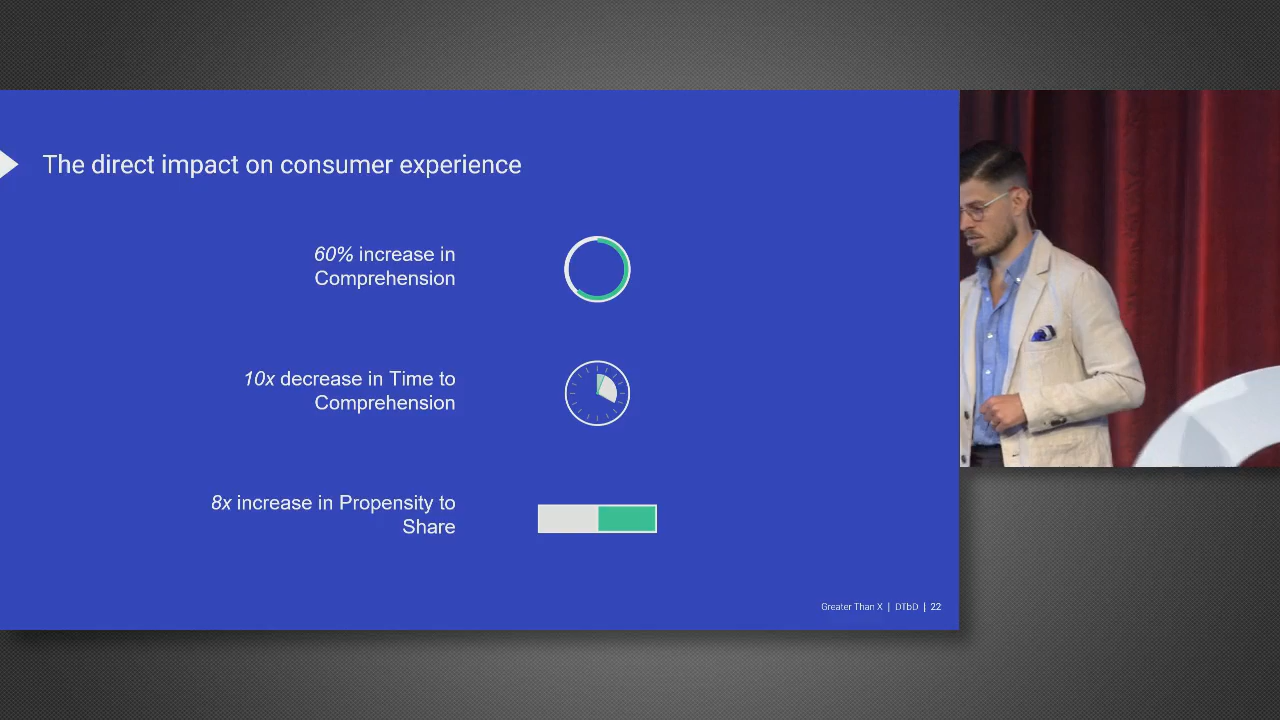 The direct impact on consumer experience
60% increase in
Comprehension
10x decrease in Time to
Comprehension
8x increase in Propensity to
Share
Greater Than X | DTbD | 22